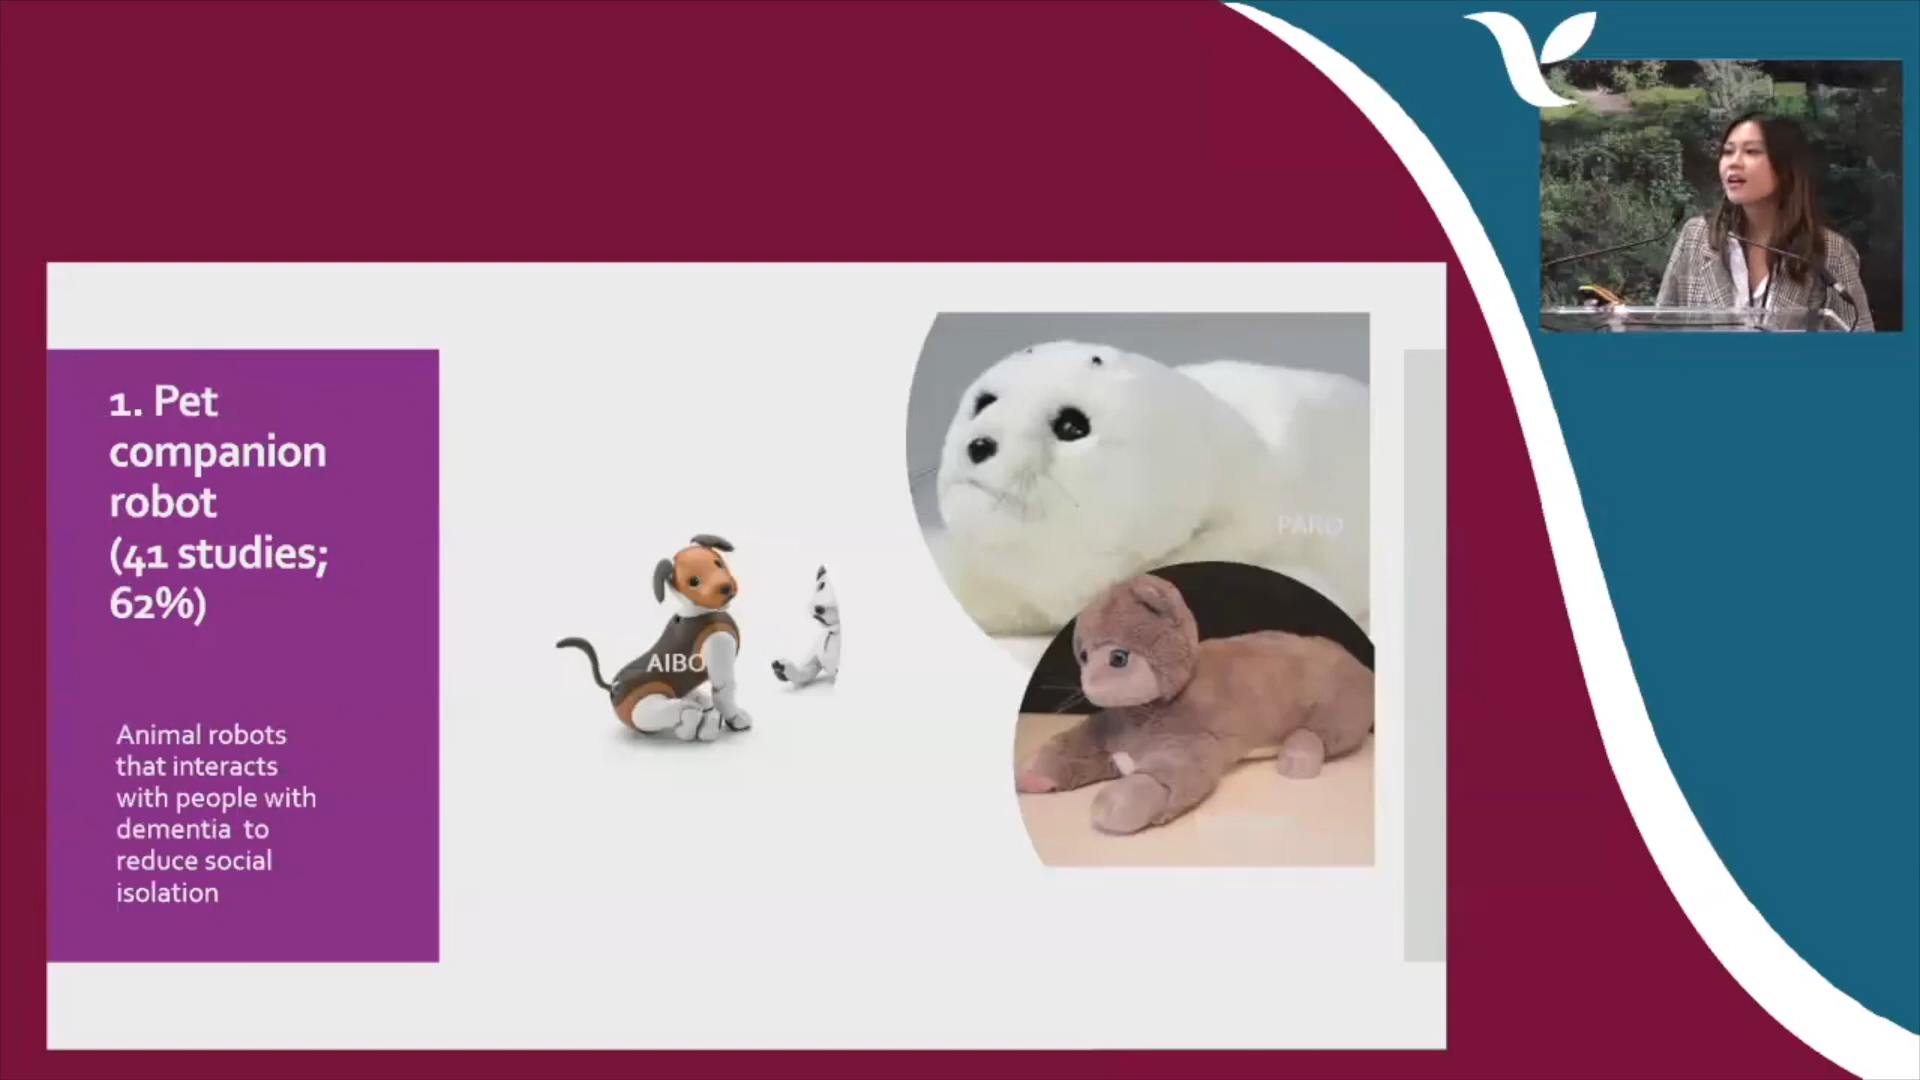 1. Pet
companion
robot
(41 studies;
62%)
Animal robots
that interacts
with people with
dementia to
reduce social
isolation
AIBO
PARO